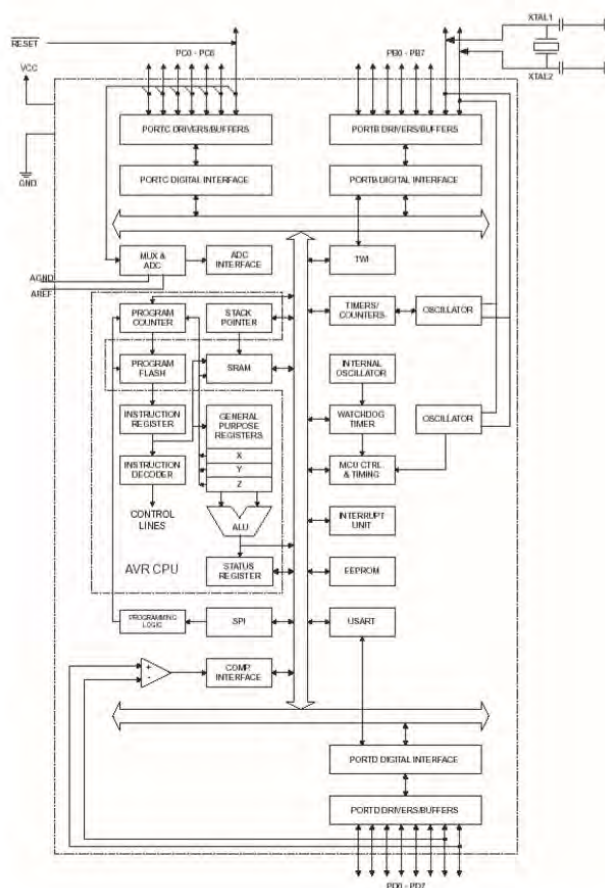 XTAL1
RESET
PC0 - PC6
PB0 - PB7
VCC
XTAL2
PORTC DRIVERS/BUFFERS
PORTB DRIVERS/BUFFERS
GND
PORTC DIGITAL INTERFACE
PORTB DIGITAL INTERFACE
MUX &
ADC
ADC
INTERFACE
TWI
AGND
AREF
PROGRAM
COUNTER
STACK
POINTER
TIMERS/
COUNTERS
OSCILLATOR
PROGRAM
FLASH
SRAM
INTERNAL
OSCILLATOR
INSTRUCTION
REGISTER
GENERAL
PURPOSE
REGISTERS
WATCHDOG
TIMER
OSCILLATOR
X
INSTRUCTION
DECODER
Y
MCU CTRL.
& TIMING
Z
CONTROL
LINES
INTERRUPT
UNIT
ALU
AVR CPU
STATUS
REGISTER
EEPROM
PROGRAMMING
LOGIC
SPI
USART
+
-
COMP.
INTERFACE
PORTD DIGITAL INTERFACE
PORTD DRIVERS/BUFFERS
PD0 - PD7